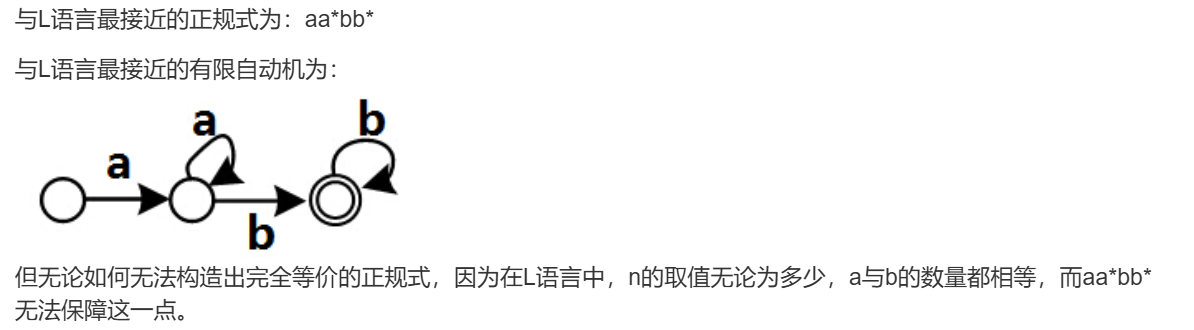 与L语言最接近的正规式为：aa*bb*
与L语言最接近的有限自动机为：
a b
a
b
但无论如何无法构造出完全等价的正规式，因为在L语言中，n的取值无论为多少，a与b的数量都相等，而aa*bb*
无法保障这一点。